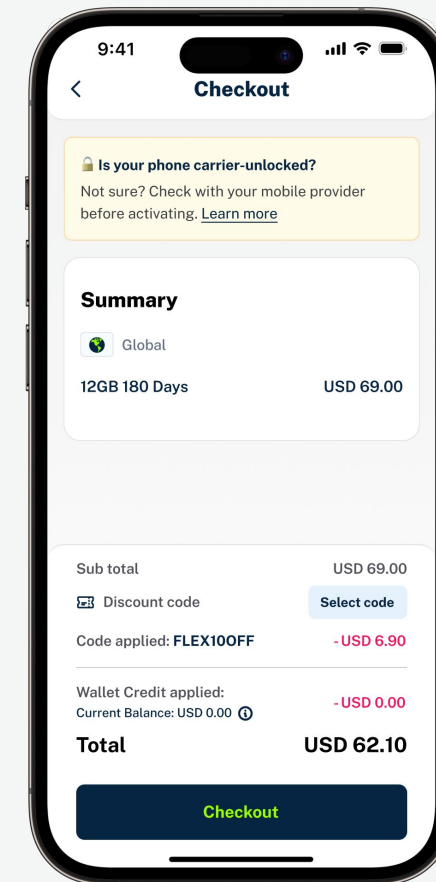 9:41
Checkout
Is your phone carrier-unlocked?
Not sure? Check with your mobile provider
before activating. Learn more
Summary
Global
12GB 180 Days USD 69.00
Sub total USD 69.00
Discount code Select code
Code applied: FLEX10OFF - USD 6.90
Wallet Credit applied: - USD 0.00
Current Balance: USD 0.00
Total USD 62.10
Checkout